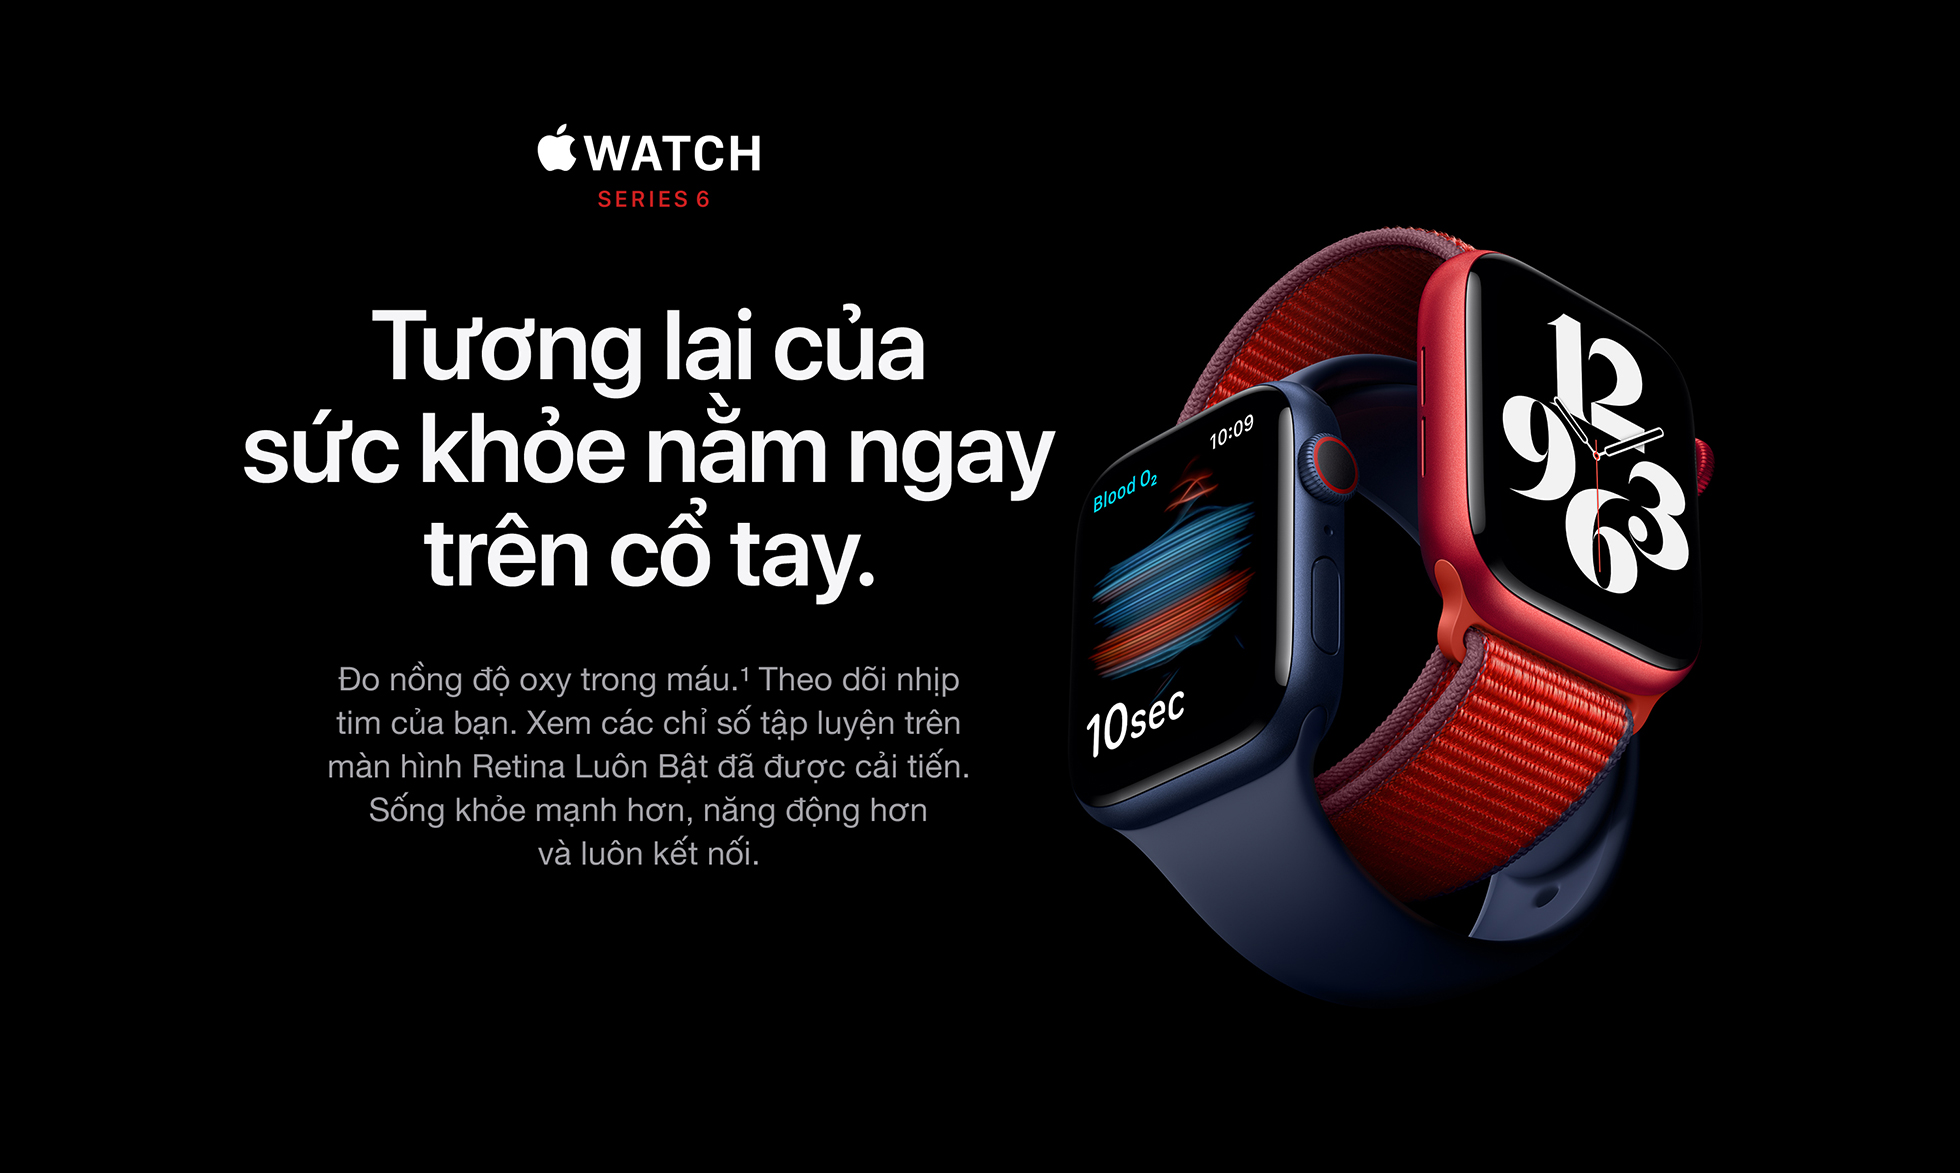 WATCH
SERIES 6
Tương lai của
sức khỏe nằm ngay
trên cổ tay.
Đo nồng độ oxy trong máu.¹ Theo dõi nhịp
tim của bạn. Xem các chỉ số tập luyện trên
màn hình Retina Luôn Bật đã được cải tiến.
Sống khỏe mạnh hơn, năng động hơn
và luôn kết nối.
10:09
Blood O₂
10sec
12
9
3
6